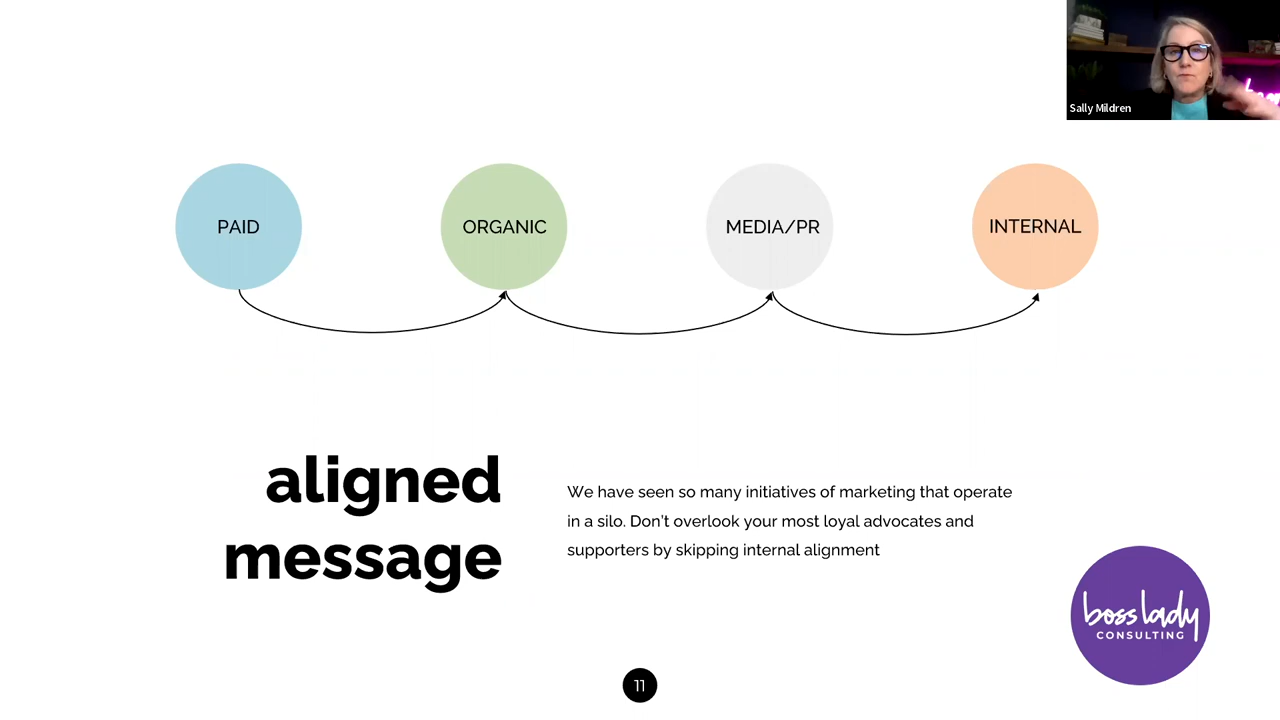 Sally Mildren
PAID
ORGANIC
MEDIA/PR
INTERNAL
aligned
message
We have seen so many initiatives of marketing that operate
in a silo. Don't overlook your most loyal advocates and
supporters by skipping internal alignment
boss lady
CONSULTING
11